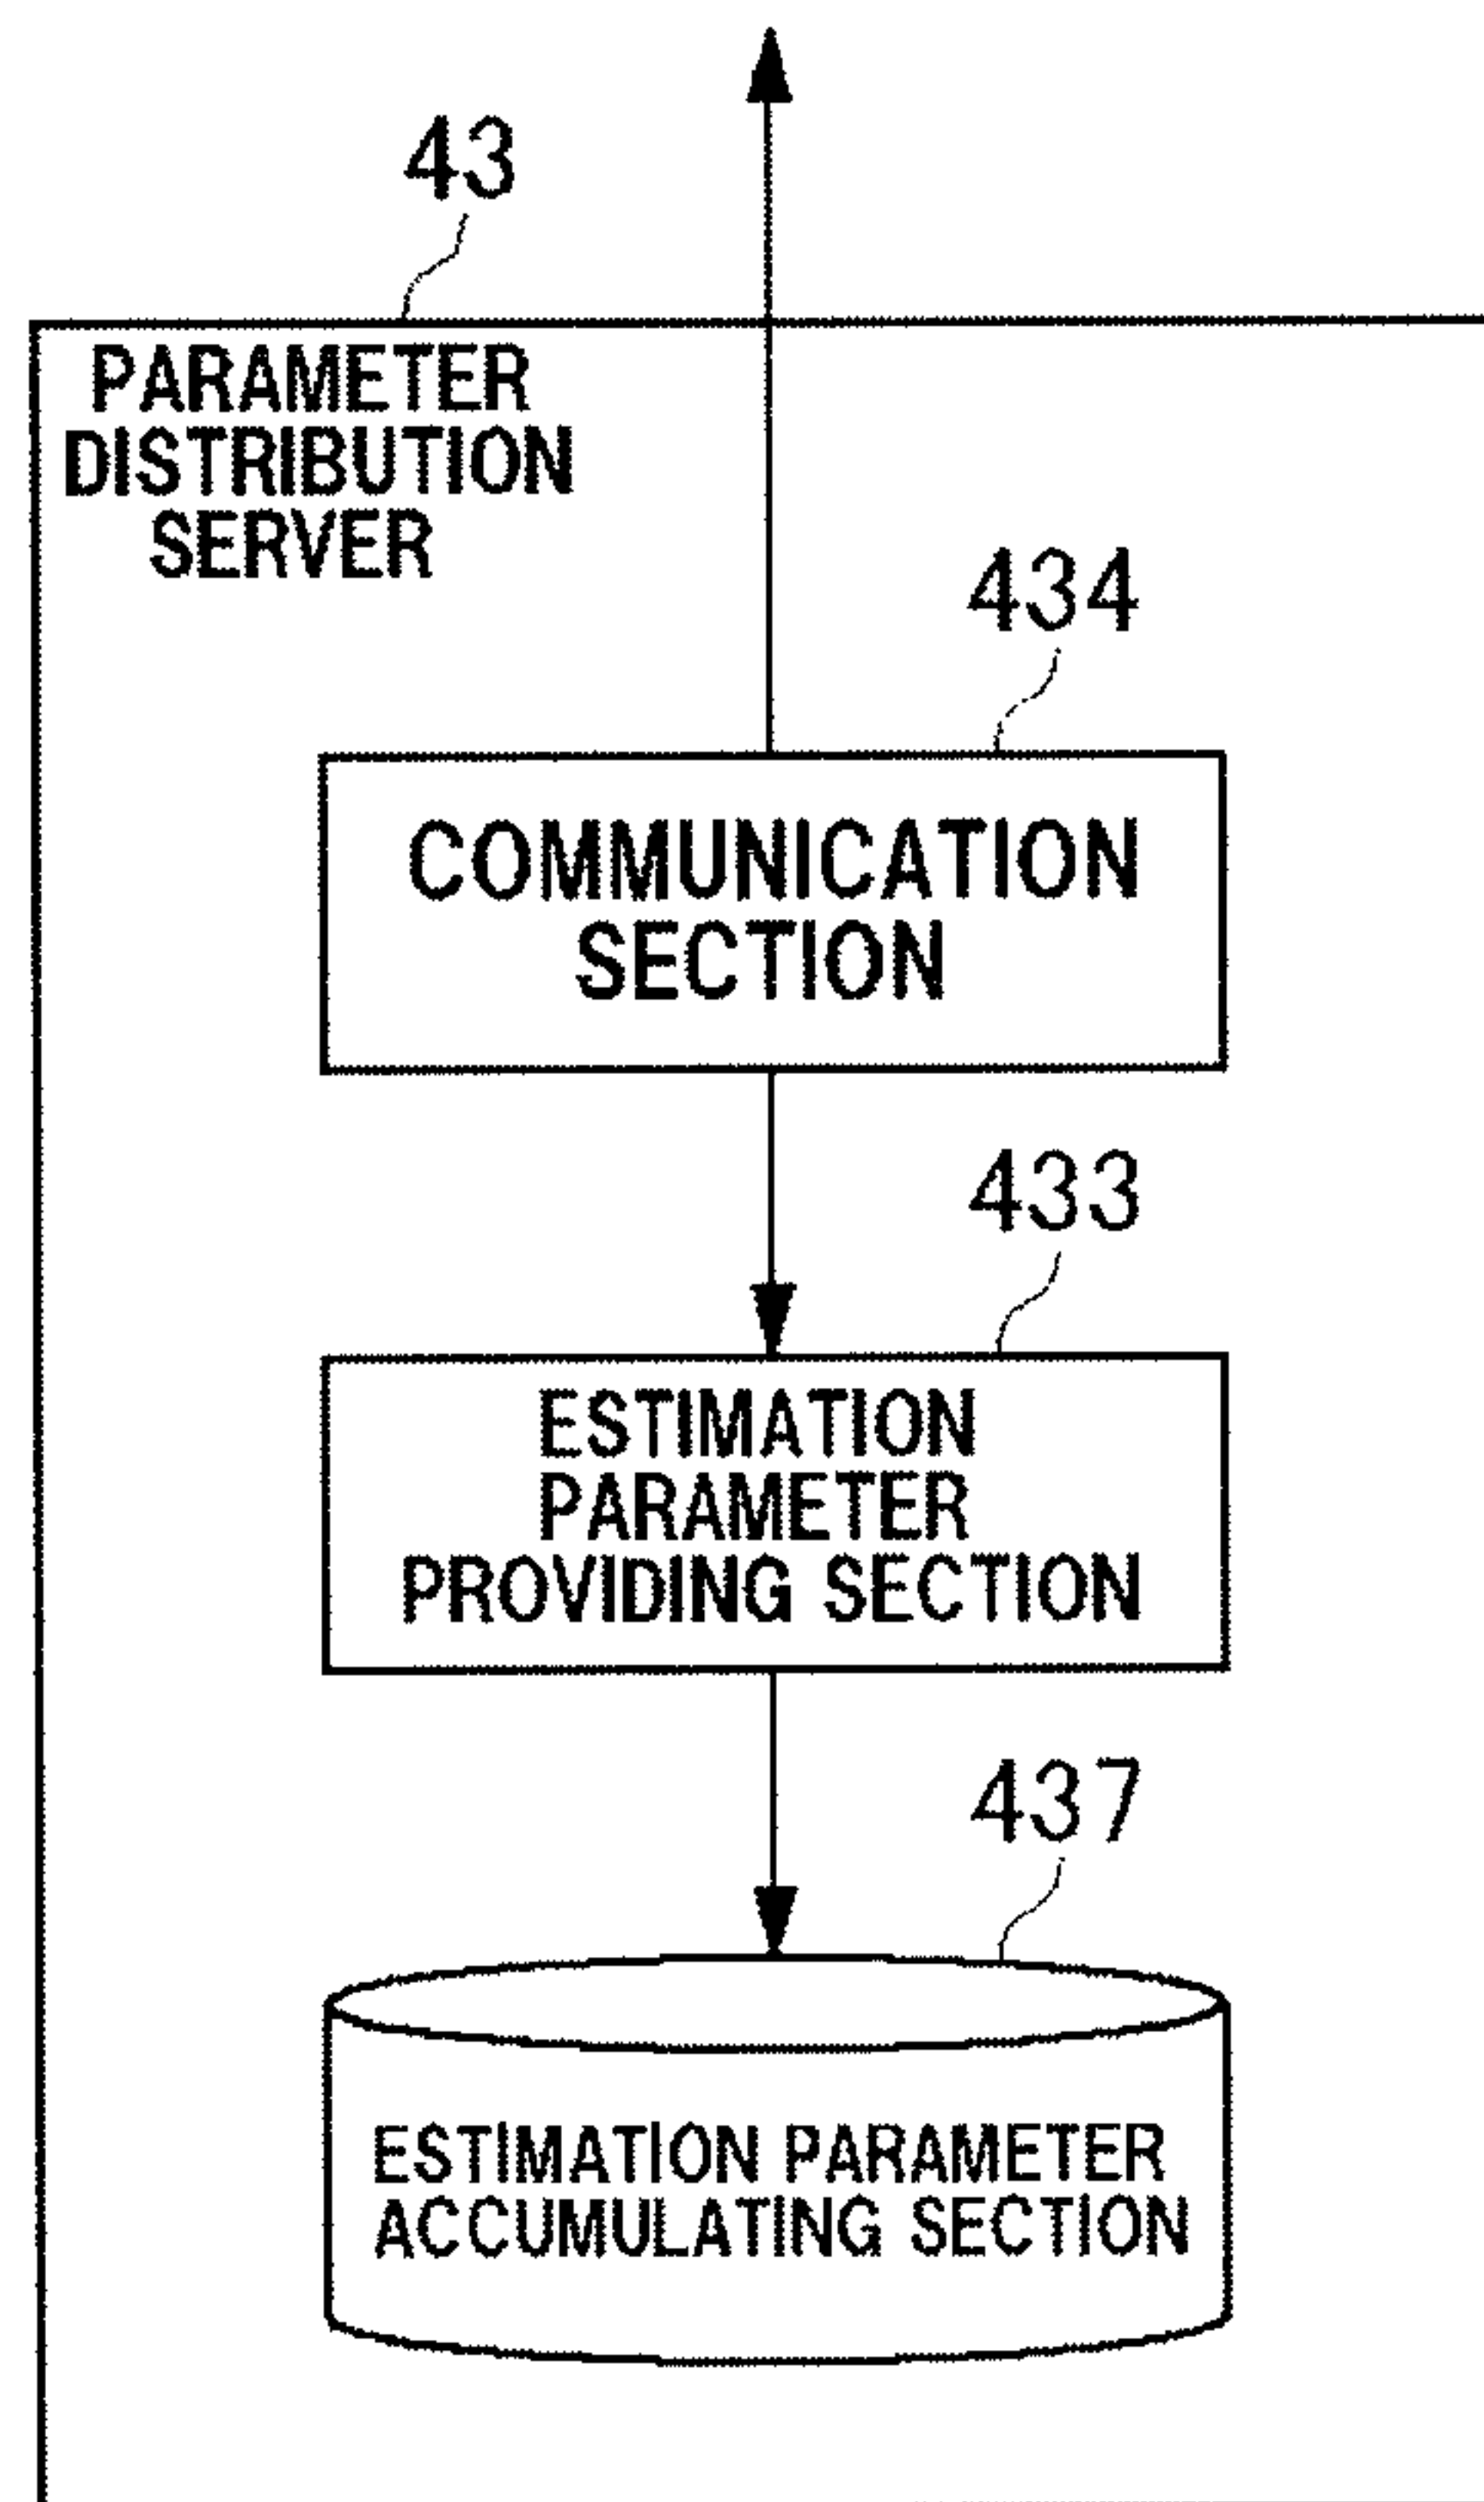 43
PARAMETER
DISTRIBUTION
SERVER
434
COMMUNICATION
SECTION
433
ESTIMATION
PARAMETER
PROVIDING SECTION
437
ESTIMATION PARAMETER
ACCUMULATING SECTION